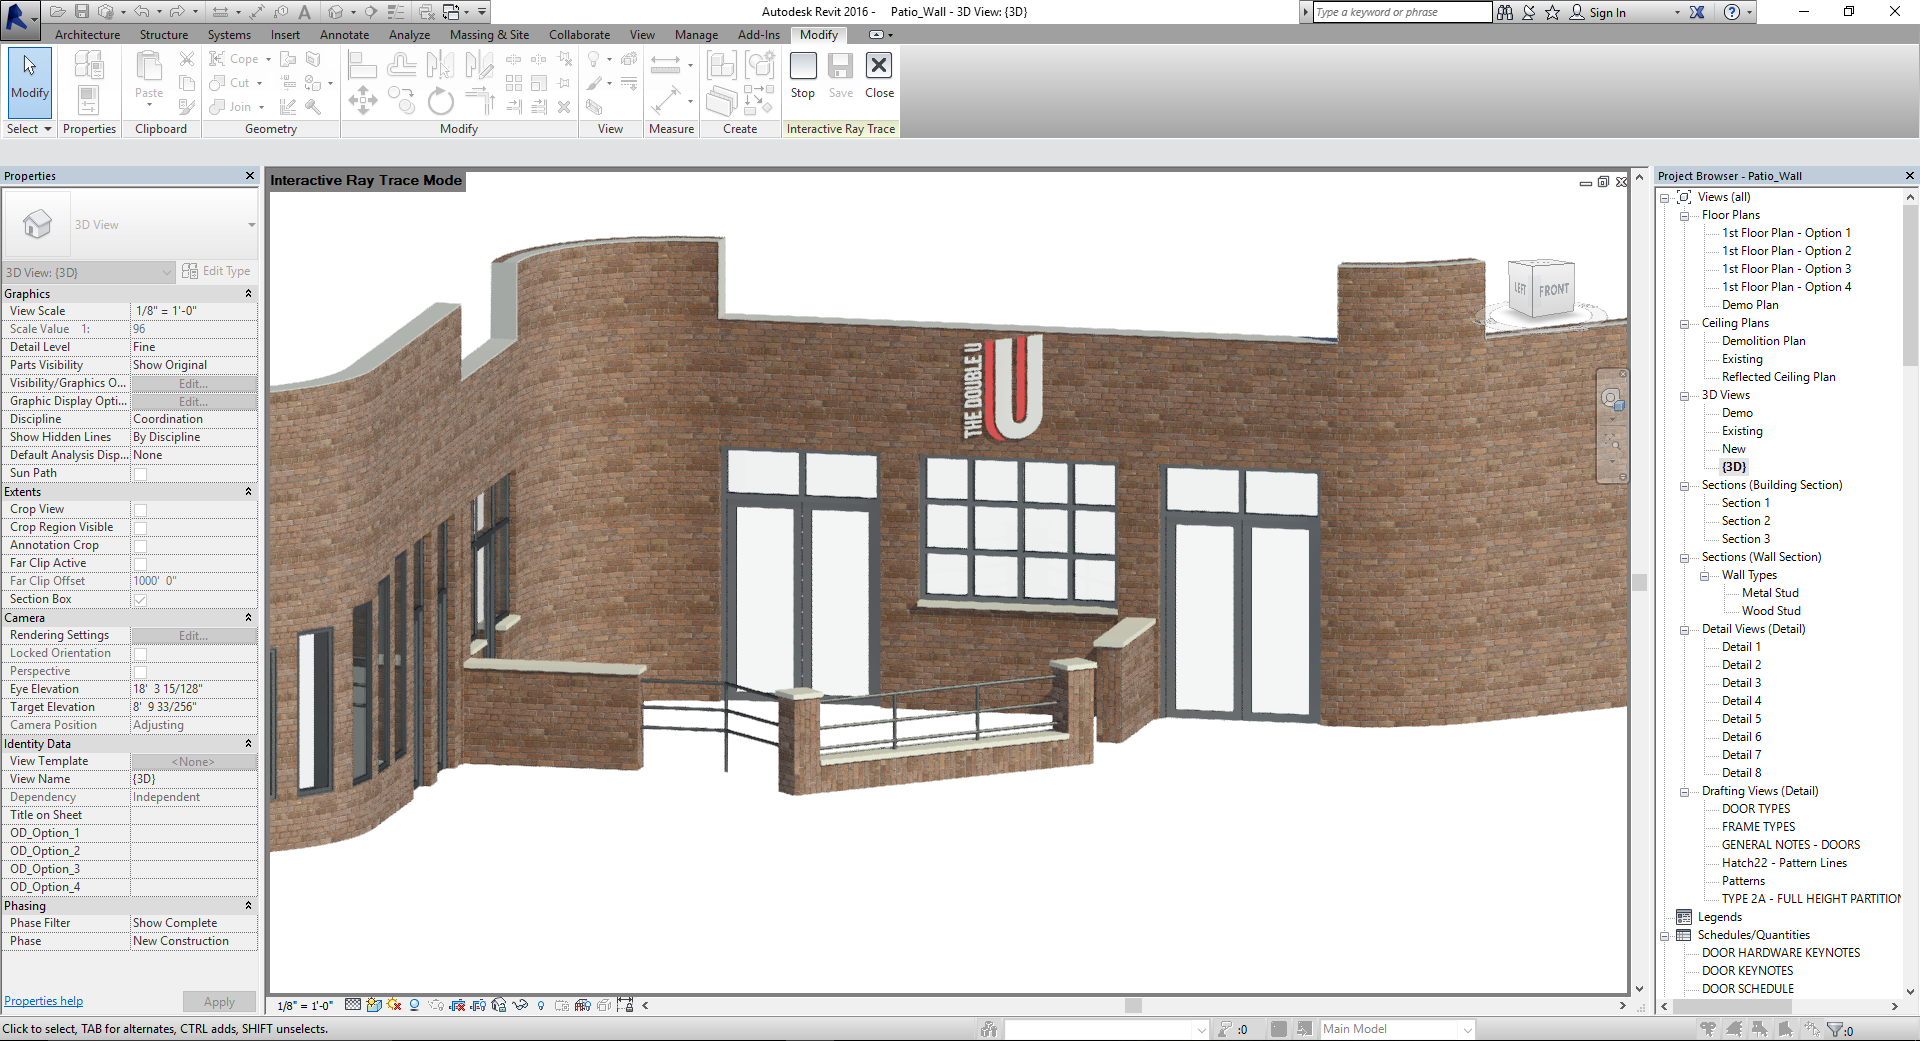 Autodesk Revit 2016 -    Patio_Wall - 3D View: {3D}
Type a keyword or phrase
Sign In
Architecture Structure Systems Insert Annotate Analyze Massing & Site Collaborate View Manage Add-Ins Modify
Modify Paste Cope Cut Join Stop Save Close
Select Properties Clipboard Geometry Modify View Measure Create Interactive Ray Trace
Properties
3D View
3D View: {3D} Edit Type
Graphics
View Scale 1/8" = 1'-0"
Scale Value 1: 96
Detail Level Fine
Parts Visibility Show Original
Visibility/Graphics O... Edit...
Graphic Display Opti... Edit...
Discipline Coordination
Show Hidden Lines By Discipline
Default Analysis Disp... None
Sun Path
Extents
Crop View
Crop Region Visible
Annotation Crop
Far Clip Active
Far Clip Offset 1000' 0"
Section Box
Camera
Rendering Settings Edit...
Locked Orientation
Perspective
Eye Elevation 18' 3 15/128"
Target Elevation 8' 9 33/256"
Camera Position Adjusting
Identity Data
View Template <None>
View Name {3D}
Dependency Independent
Title on Sheet
OD_Option_1
OD_Option_2
OD_Option_3
OD_Option_4
Phasing
Phase Filter Show Complete
Phase New Construction
Properties help Apply
Interactive Ray Trace Mode
LEFT FRONT
THE DOUBLE U
U
1/8" = 1'-0"
Project Browser - Patio_Wall
Views (all)
Floor Plans
1st Floor Plan - Option 1
1st Floor Plan - Option 2
1st Floor Plan - Option 3
1st Floor Plan - Option 4
Demo Plan
Ceiling Plans
Demolition Plan
Existing
Reflected Ceiling Plan
3D Views
Demo
Existing
New
{3D}
Sections (Building Section)
Section 1
Section 2
Section 3
Sections (Wall Section)
Wall Types
Metal Stud
Wood Stud
Detail Views (Detail)
Detail 1
Detail 2
Detail 3
Detail 4
Detail 5
Detail 6
Detail 7
Detail 8
Drafting Views (Detail)
DOOR TYPES
FRAME TYPES
GENERAL NOTES - DOORS
Hatch22 - Pattern Lines
Patterns
TYPE 2A - FULL HEIGHT PARTITION
Legends
Schedules/Quantities
DOOR HARDWARE KEYNOTES
DOOR KEYNOTES
DOOR SCHEDULE
Click to select, TAB for alternates, CTRL adds, SHIFT unselects.
:0
Main Model
:0